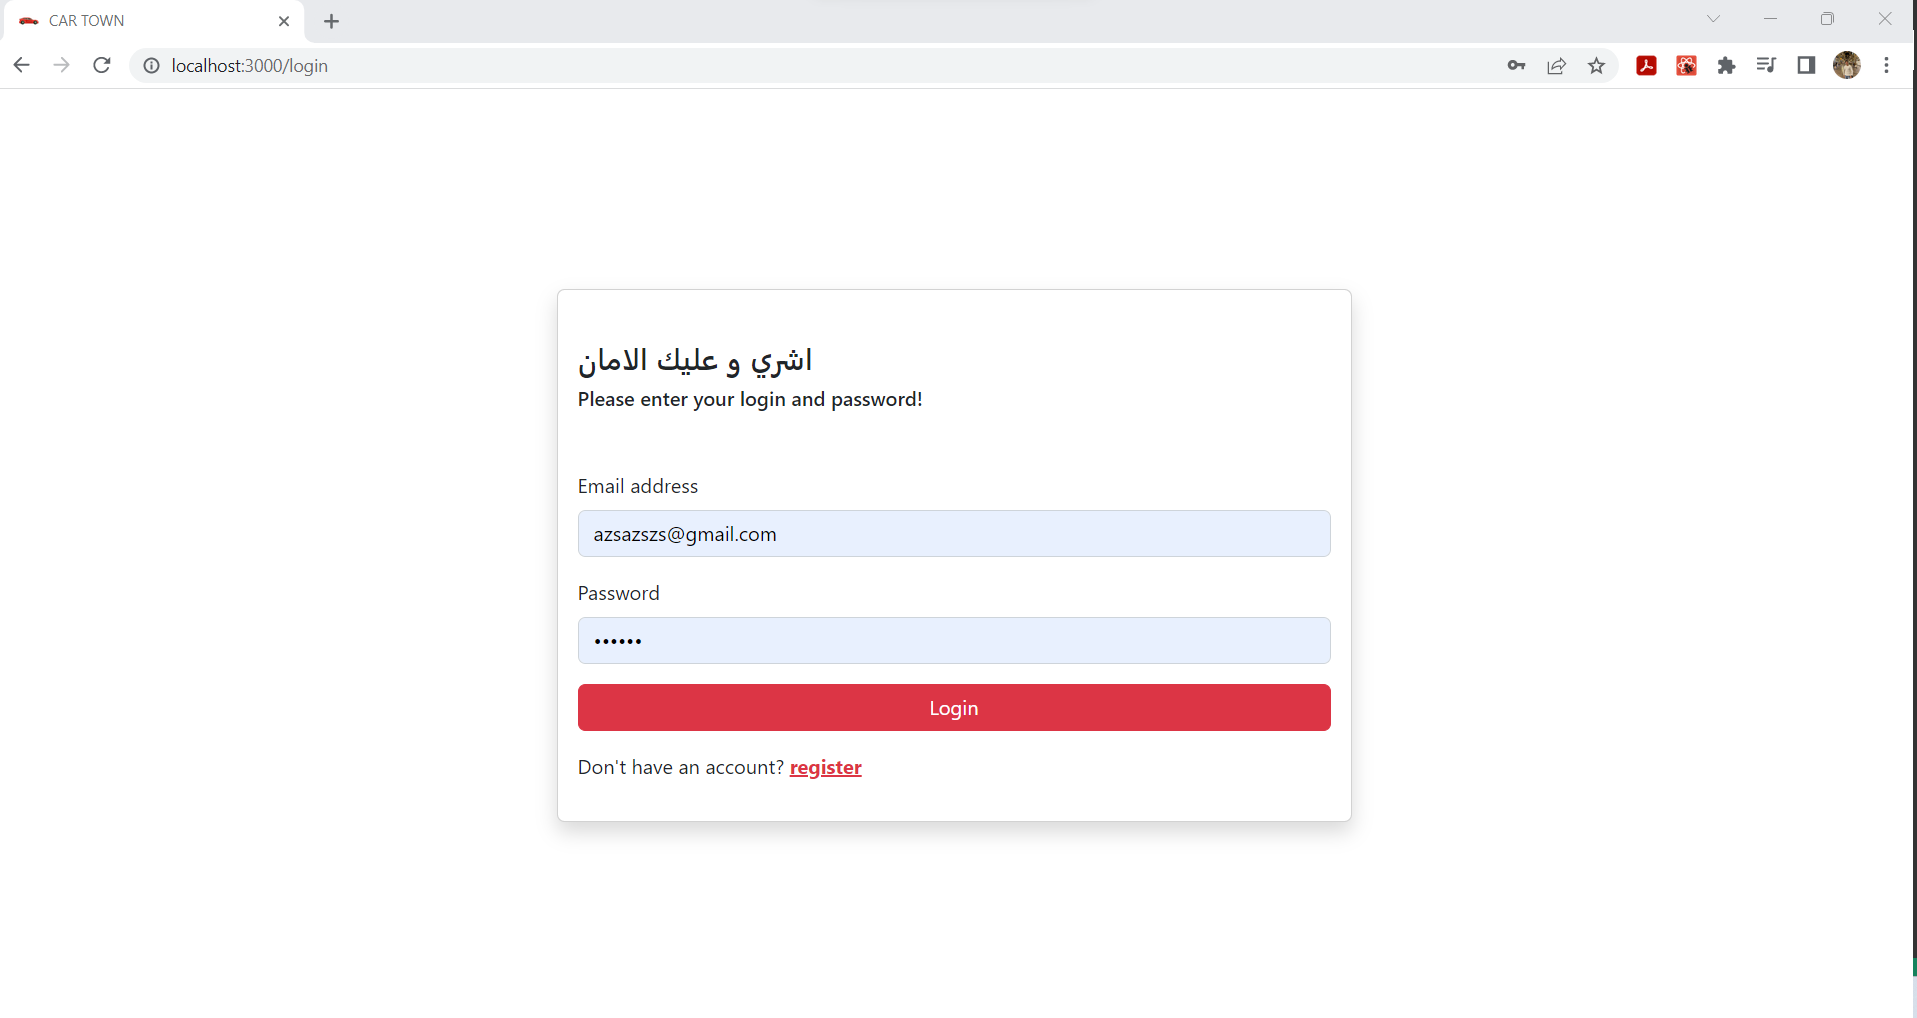 CAR TOWN
localhost:3000/login
اشري و عليك الامان
Please enter your login and password!
Email address
azsazszs@gmail.com
Password
••••••
Login
Don't have an account? register